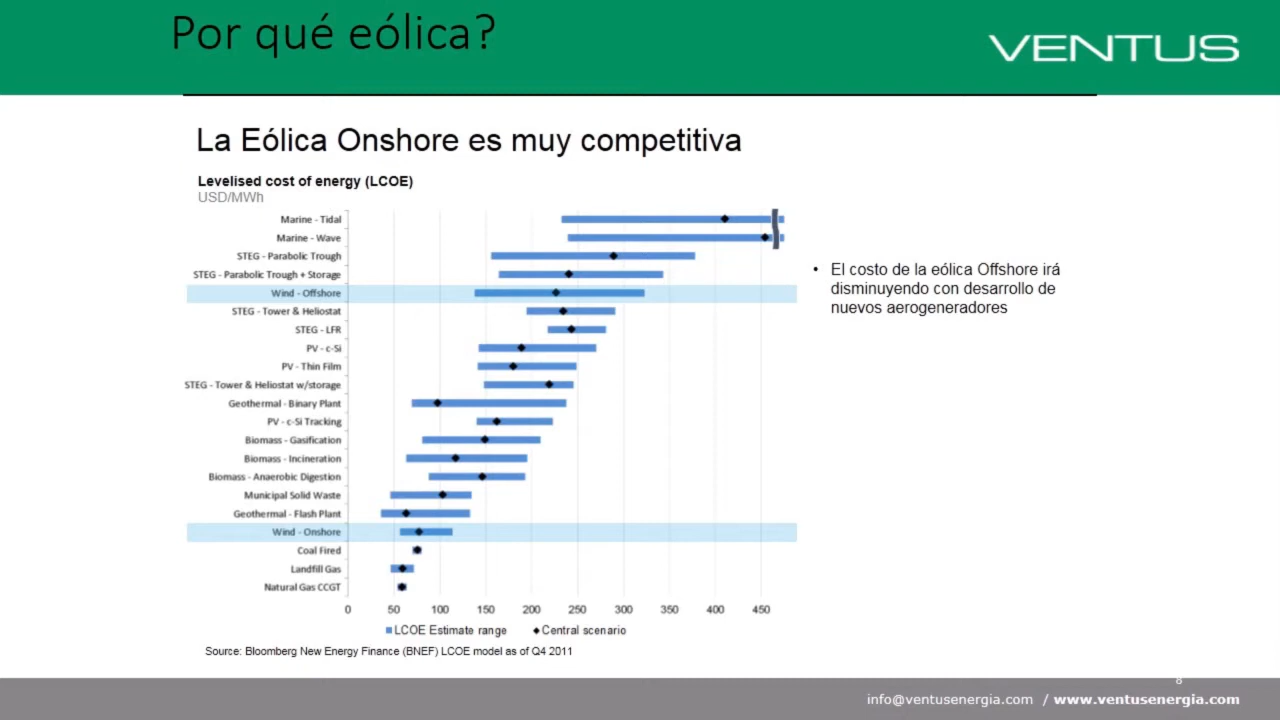 Por qué eólica?
VENTUS
La Eólica Onshore es muy competitiva
Levelised cost of energy (LCOE)
USD/MWh
Marine - Tidal
Marine - Wave
STEG - Parabolic Trough
STEG - Parabolic Trough + Storage
Wind - Offshore
STEG - Tower & Heliostat
STEG - LFR
PV - c-Si
PV - Thin Film
STEG - Tower & Heliostat w/storage
Geothermal - Binary Plant
PV - c-Si Tracking
Biomass - Gasification
Biomass - Incineration
Biomass - Anaerobic Digestion
Municipal Solid Waste
Geothermal - Flash Plant
Wind - Onshore
Coal Fired
Landfill Gas
Natural Gas CCGT
0 50 100 150 200 250 300 350 400 450
LCOE Estimate range Central scenario
Source: Bloomberg New Energy Finance (BNEF) LCOE model as of Q4 2011
• El costo de la eólica Offshore irá
disminuyendo con desarrollo de
nuevos aerogeneradores
8
info@ventusenergia.com / www.ventusenergia.com